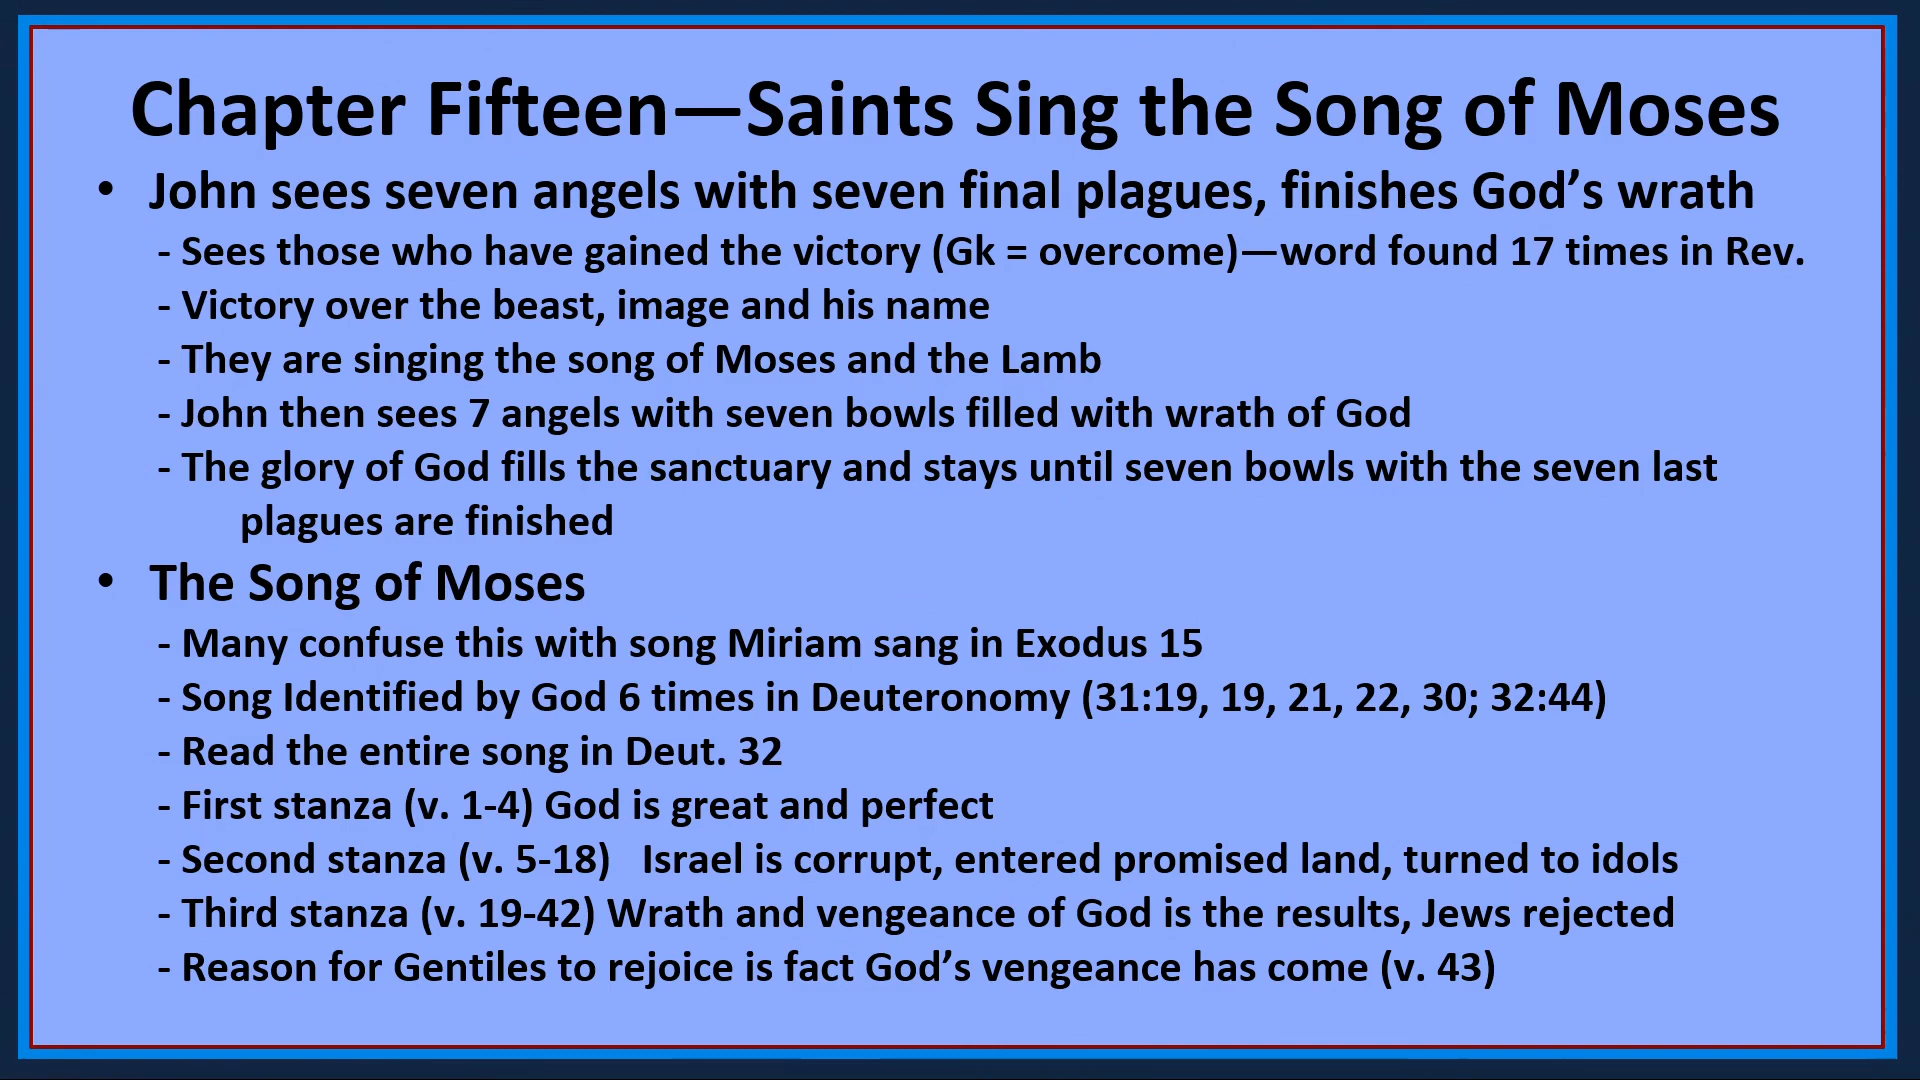 Chapter Fifteen—Saints Sing the Song of Moses
• John sees seven angels with seven final plagues, finishes God’s wrath
- Sees those who have gained the victory (Gk = overcome)—word found 17 times in Rev.
- Victory over the beast, image and his name
- They are singing the song of Moses and the Lamb
- John then sees 7 angels with seven bowls filled with wrath of God
- The glory of God fills the sanctuary and stays until seven bowls with the seven last
plagues are finished
• The Song of Moses
- Many confuse this with song Miriam sang in Exodus 15
- Song Identified by God 6 times in Deuteronomy (31:19, 19, 21, 22, 30; 32:44)
- Read the entire song in Deut. 32
- First stanza (v. 1-4) God is great and perfect
- Second stanza (v. 5-18)   Israel is corrupt, entered promised land, turned to idols
- Third stanza (v. 19-42) Wrath and vengeance of God is the results, Jews rejected
- Reason for Gentiles to rejoice is fact God’s vengeance has come (v. 43)